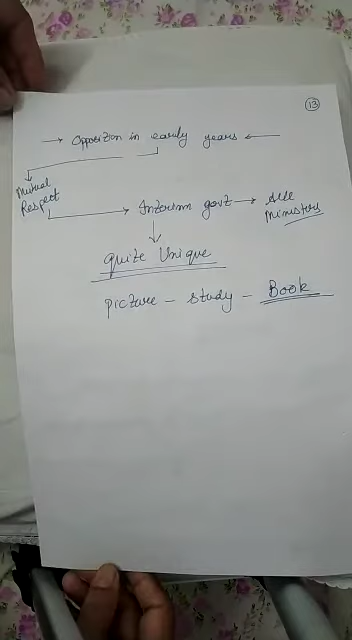 13
→ Opposition in early years ←
Mutual
Respect → Interim govt → All
Ministers
quite Unique
picture - study - Book